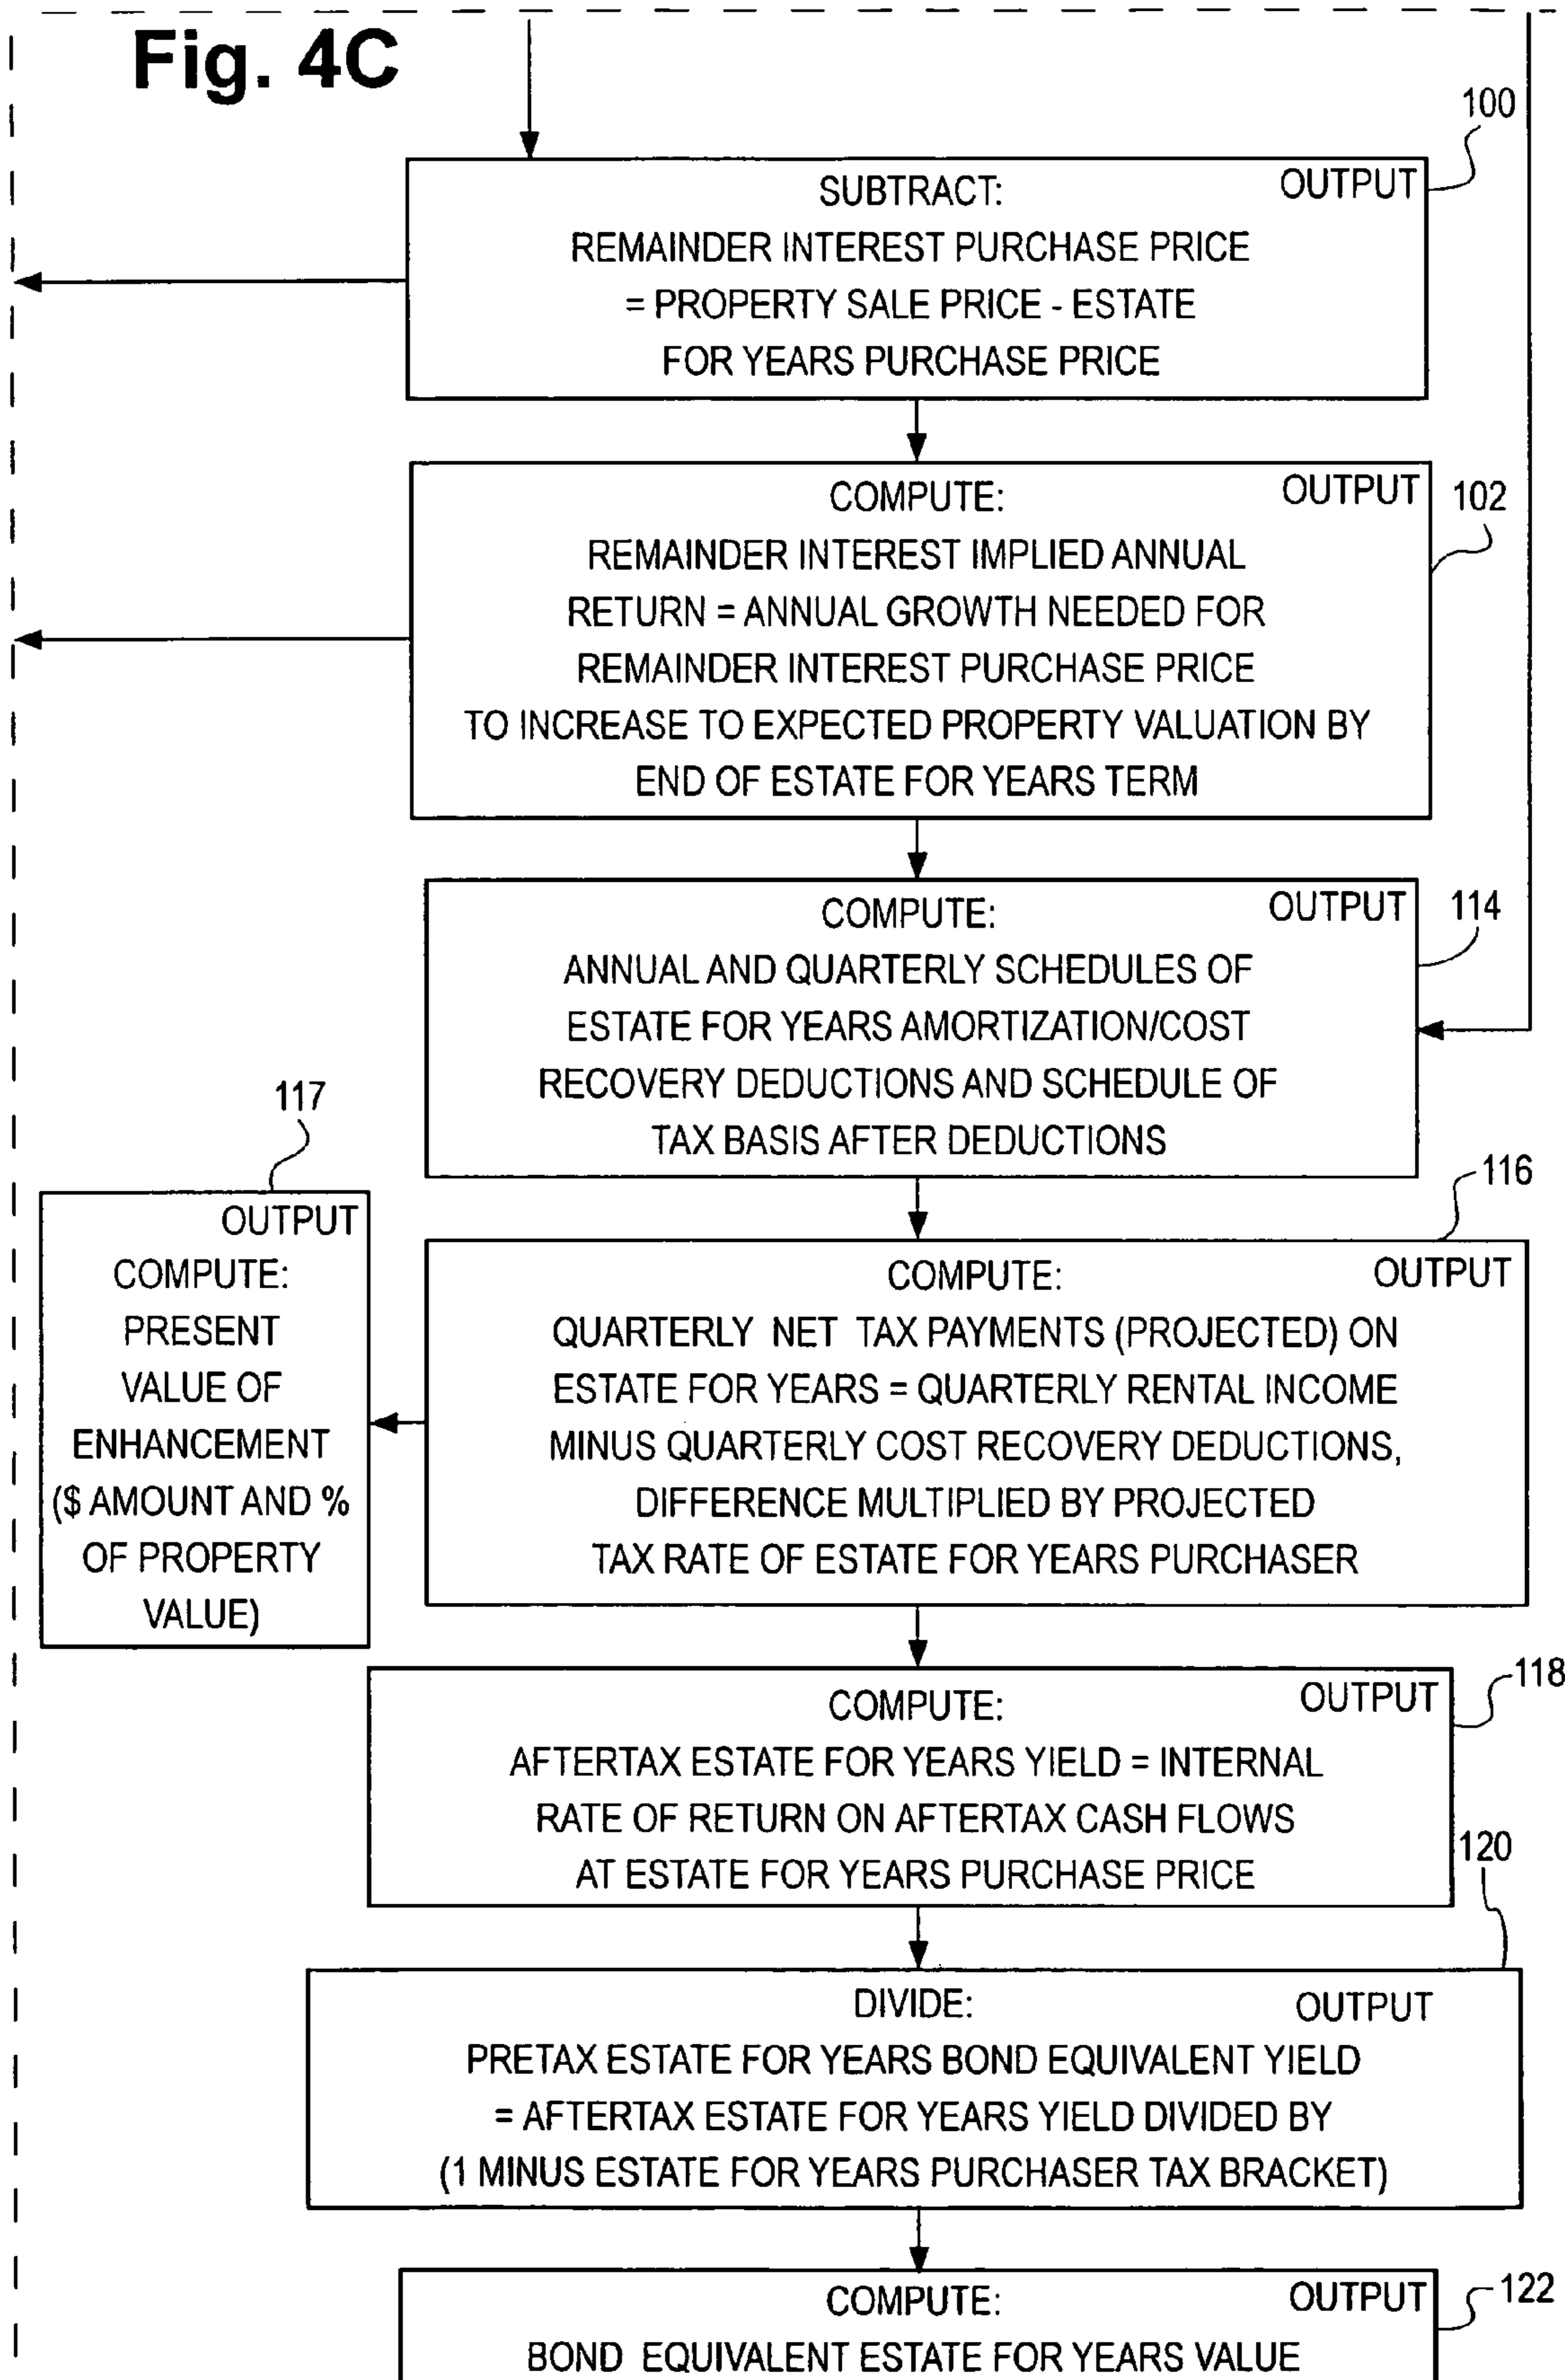 Fig. 4C
100
SUBTRACT:
OUTPUT
REMAINDER INTEREST PURCHASE PRICE
= PROPERTY SALE PRICE - ESTATE
FOR YEARS PURCHASE PRICE
COMPUTE:
OUTPUT
102
REMAINDER INTEREST IMPLIED ANNUAL
RETURN = ANNUAL GROWTH NEEDED FOR
REMAINDER INTEREST PURCHASE PRICE
TO INCREASE TO EXPECTED PROPERTY VALUATION BY
END OF ESTATE FOR YEARS TERM
COMPUTE:
OUTPUT
114
ANNUAL AND QUARTERLY SCHEDULES OF
ESTATE FOR YEARS AMORTIZATION/COST
RECOVERY DEDUCTIONS AND SCHEDULE OF
TAX BASIS AFTER DEDUCTIONS
117
OUTPUT
COMPUTE:
PRESENT
VALUE OF
ENHANCEMENT
($ AMOUNT AND %
OF PROPERTY
VALUE)
116
COMPUTE:
OUTPUT
QUARTERLY NET TAX PAYMENTS (PROJECTED) ON
ESTATE FOR YEARS = QUARTERLY RENTAL INCOME
MINUS QUARTERLY COST RECOVERY DEDUCTIONS,
DIFFERENCE MULTIPLIED BY PROJECTED
TAX RATE OF ESTATE FOR YEARS PURCHASER
COMPUTE:
OUTPUT
118
AFTERTAX ESTATE FOR YEARS YIELD = INTERNAL
RATE OF RETURN ON AFTERTAX CASH FLOWS
AT ESTATE FOR YEARS PURCHASE PRICE
120
DIVIDE:
OUTPUT
PRETAX ESTATE FOR YEARS BOND EQUIVALENT YIELD
= AFTERTAX ESTATE FOR YEARS YIELD DIVIDED BY
(1 MINUS ESTATE FOR YEARS PURCHASER TAX BRACKET)
COMPUTE:
OUTPUT
122
BOND EQUIVALENT ESTATE FOR YEARS VALUE